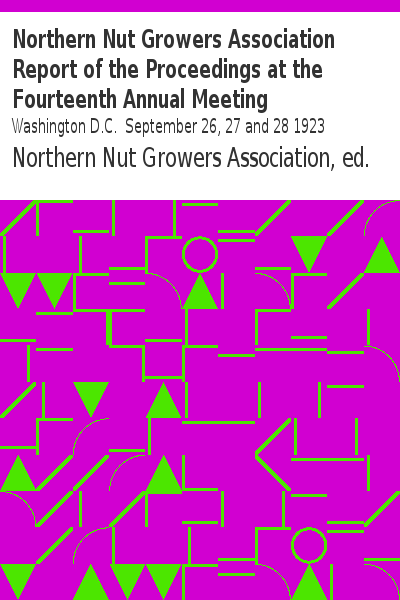 Northern Nut Growers Association
Report of the Proceedings at the
Fourteenth Annual Meeting
Washington D.C.  September 26, 27 and 28 1923
Northern Nut Growers Association, ed.